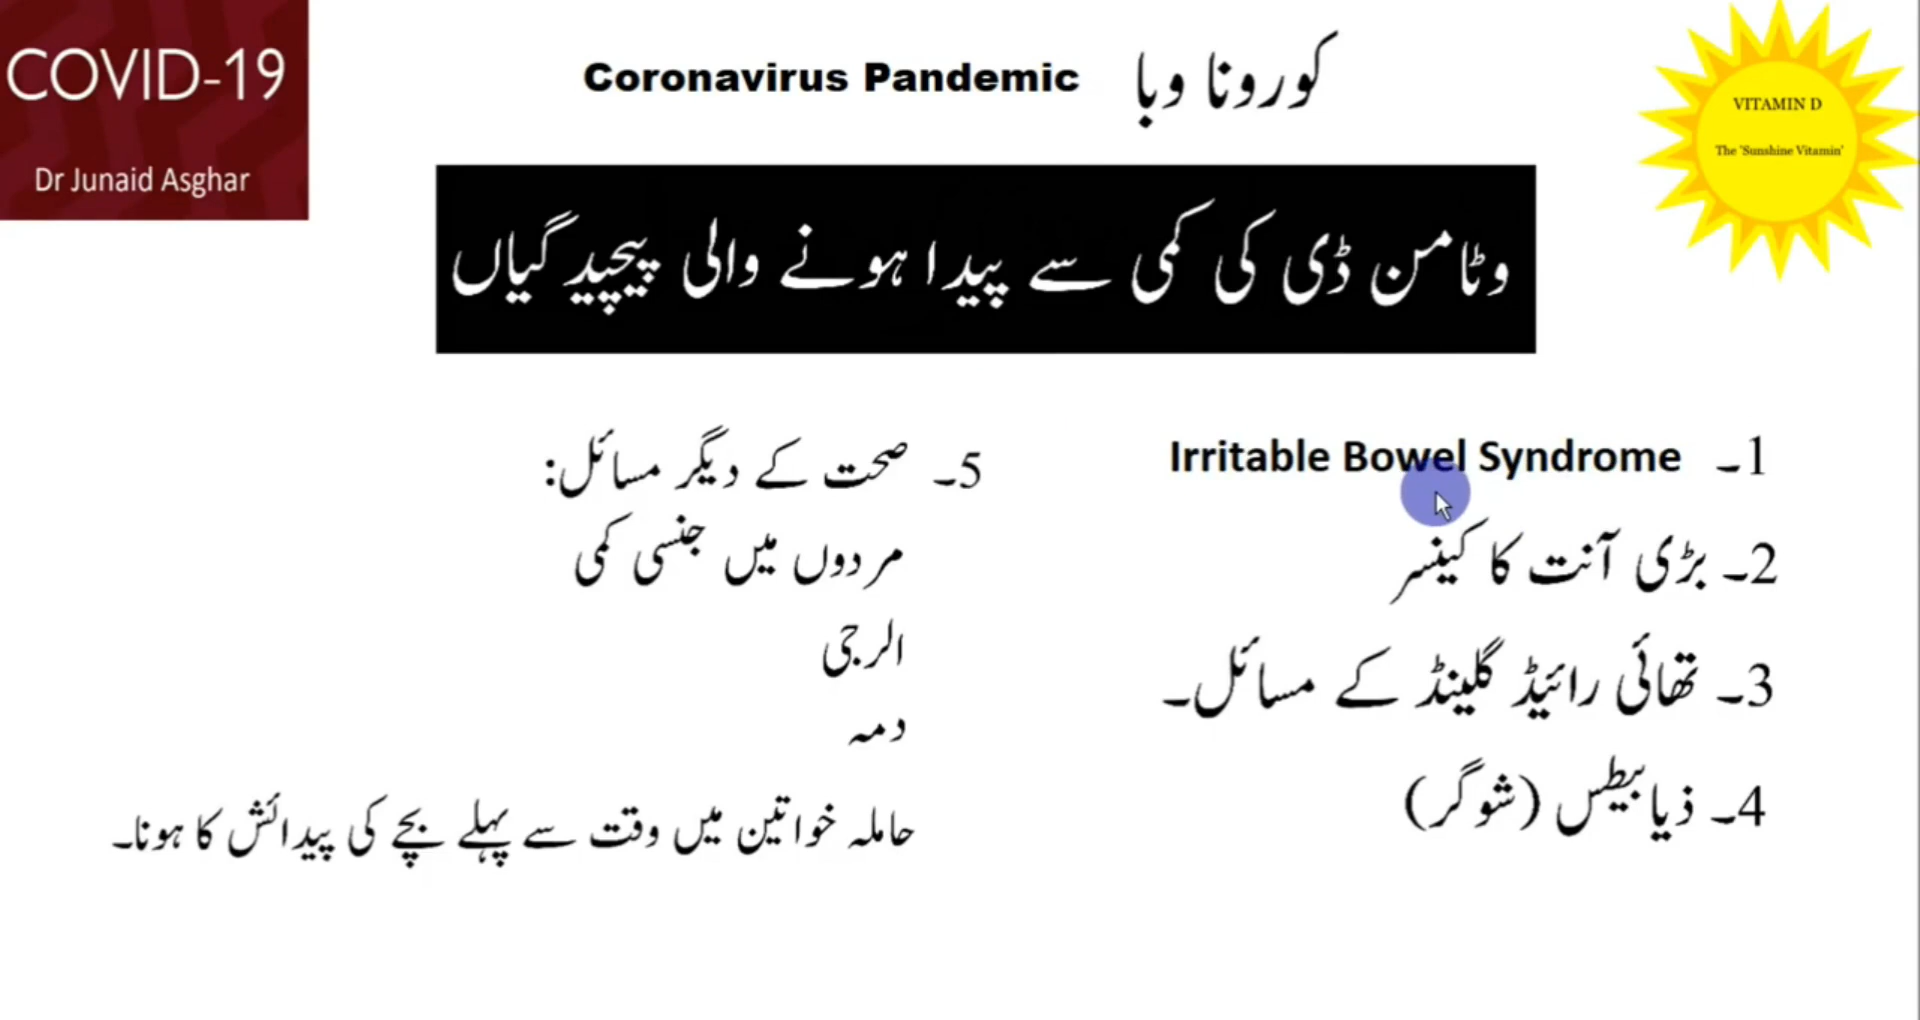 COVID-19
Dr Junaid Asghar
Coronavirus Pandemic کورونا وبا
VITAMIN D
The 'Sunshine Vitamin'
وٹامن ڈی کی کمی سے پیدا ہونے والی پیچیدگیاں
1۔ Irritable Bowel Syndrome
2۔ بڑی آنت کا کینسر
3۔ تھائی رائیڈ گلینڈ کے مسائل۔
4۔ ذیابیطس (شوگر)
5۔ صحت کے دیگر مسائل:
مردوں میں جنسی کمی
الرجی
دمہ
حاملہ خواتین میں وقت سے پہلے بچے کی پیدائش کا ہونا۔